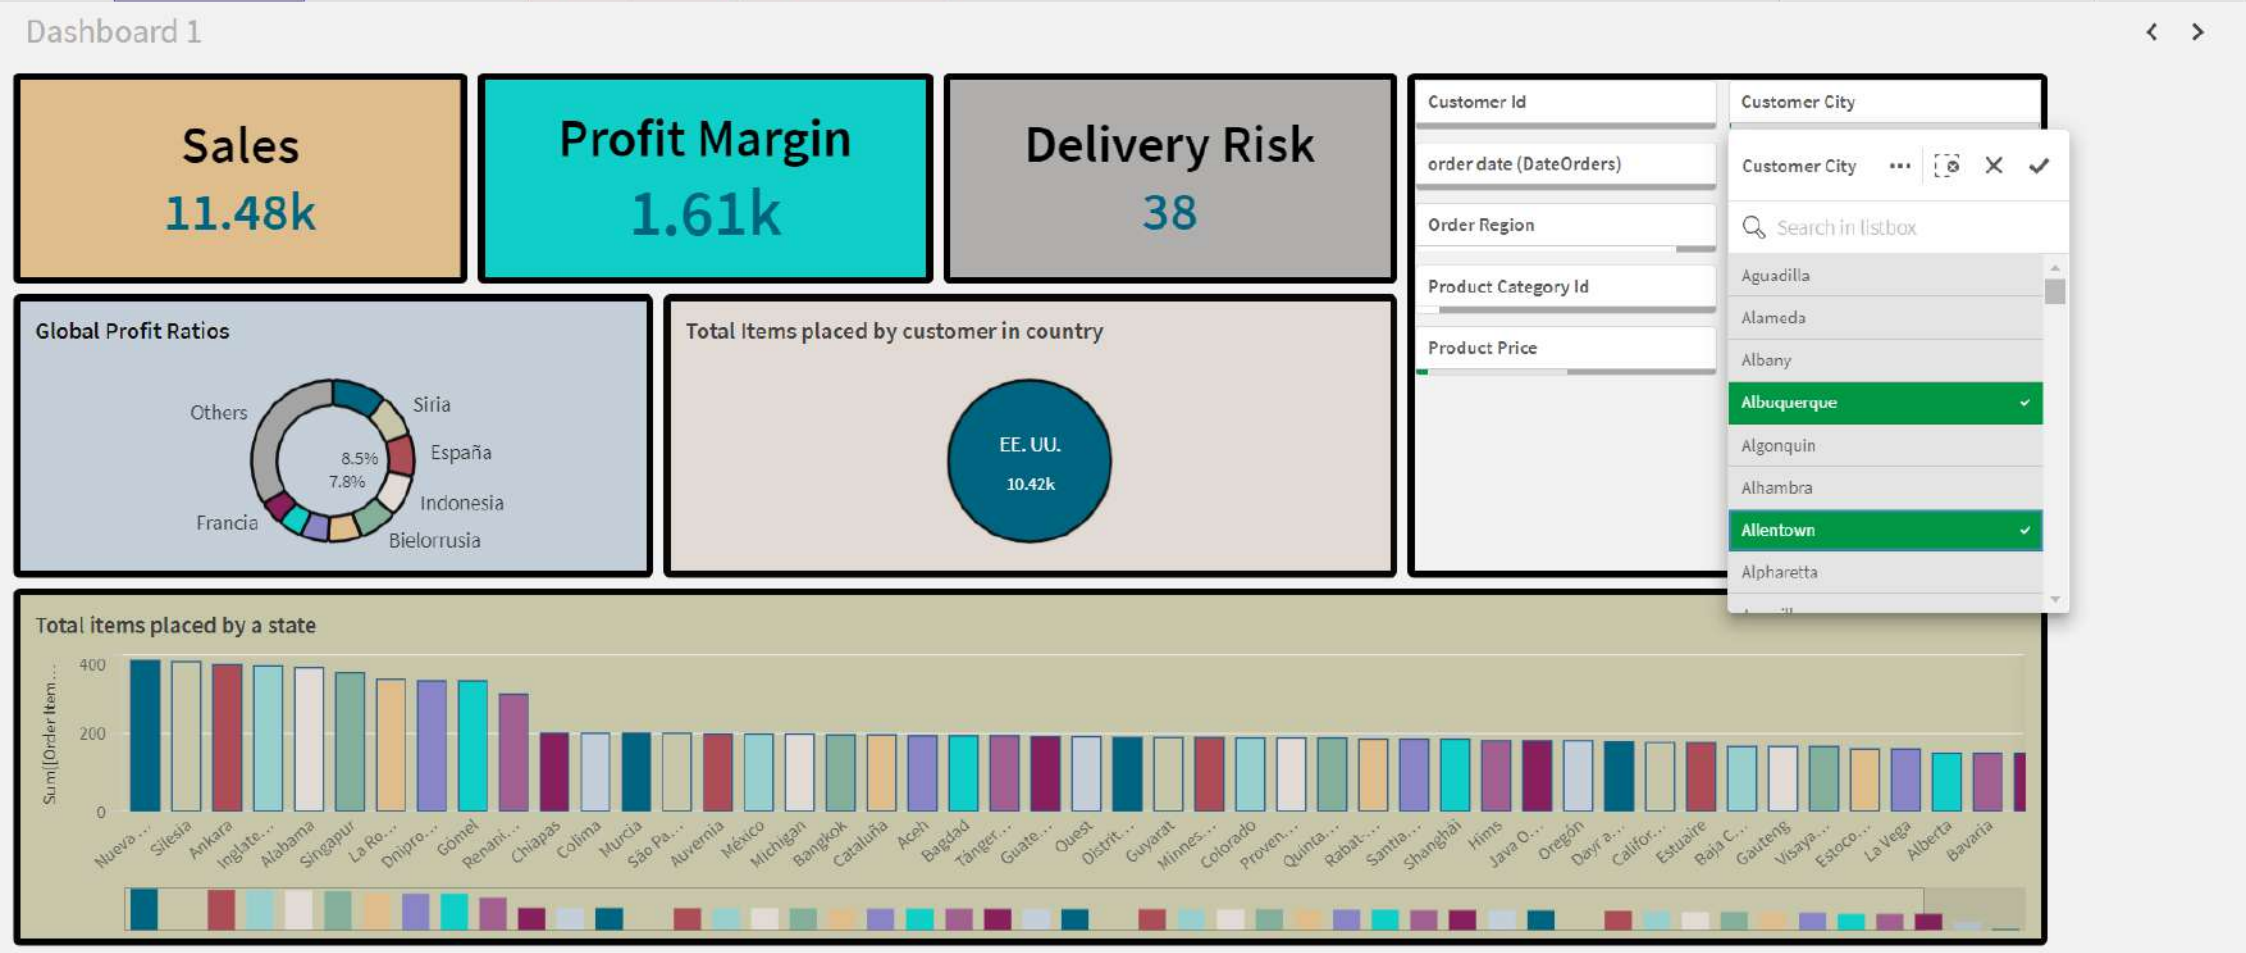 Dashboard 1
Sales
11.48k
Profit Margin
1.61k
Delivery Risk
38
Customer Id
order date (DateOrders)
Order Region
Product Category Id
Product Price
Customer City
Customer City
Search in listbox
Aguadilla
Alameda
Albany
Albuquerque
Algonquin
Alhambra
Allentown
Alpharetta
Global Profit Ratios
Others
Siria
8.5%
España
7.8%
Indonesia
Francia
Bielorrusia
Total Items placed by customer in country
EE. UU.
10.42k
Total items placed by a state
Sum([Order Item...
400
200
0
Nueva ...
Silesia
Ankara
Inglate...
Alabama
Singapur
La Ro...
Dnipro...
Gómel
Renani...
Chiapas
Colima
Murcia
São Pa...
Auvernia
México
Michigan
Bangkok
Cataluña
Aceh
Bagdad
Tánger...
Guate...
Ouest
Distrit...
Guyarat
Minnes...
Colorado
Proven...
Quinta...
Rabat-...
Santia...
Shanghái
Hims
Java O...
Oregón
Dayr a...
Califor...
Estuaire
Baja C...
Gauteng
Visaya...
Estoco...
La Vega
Alberta
Bavaria